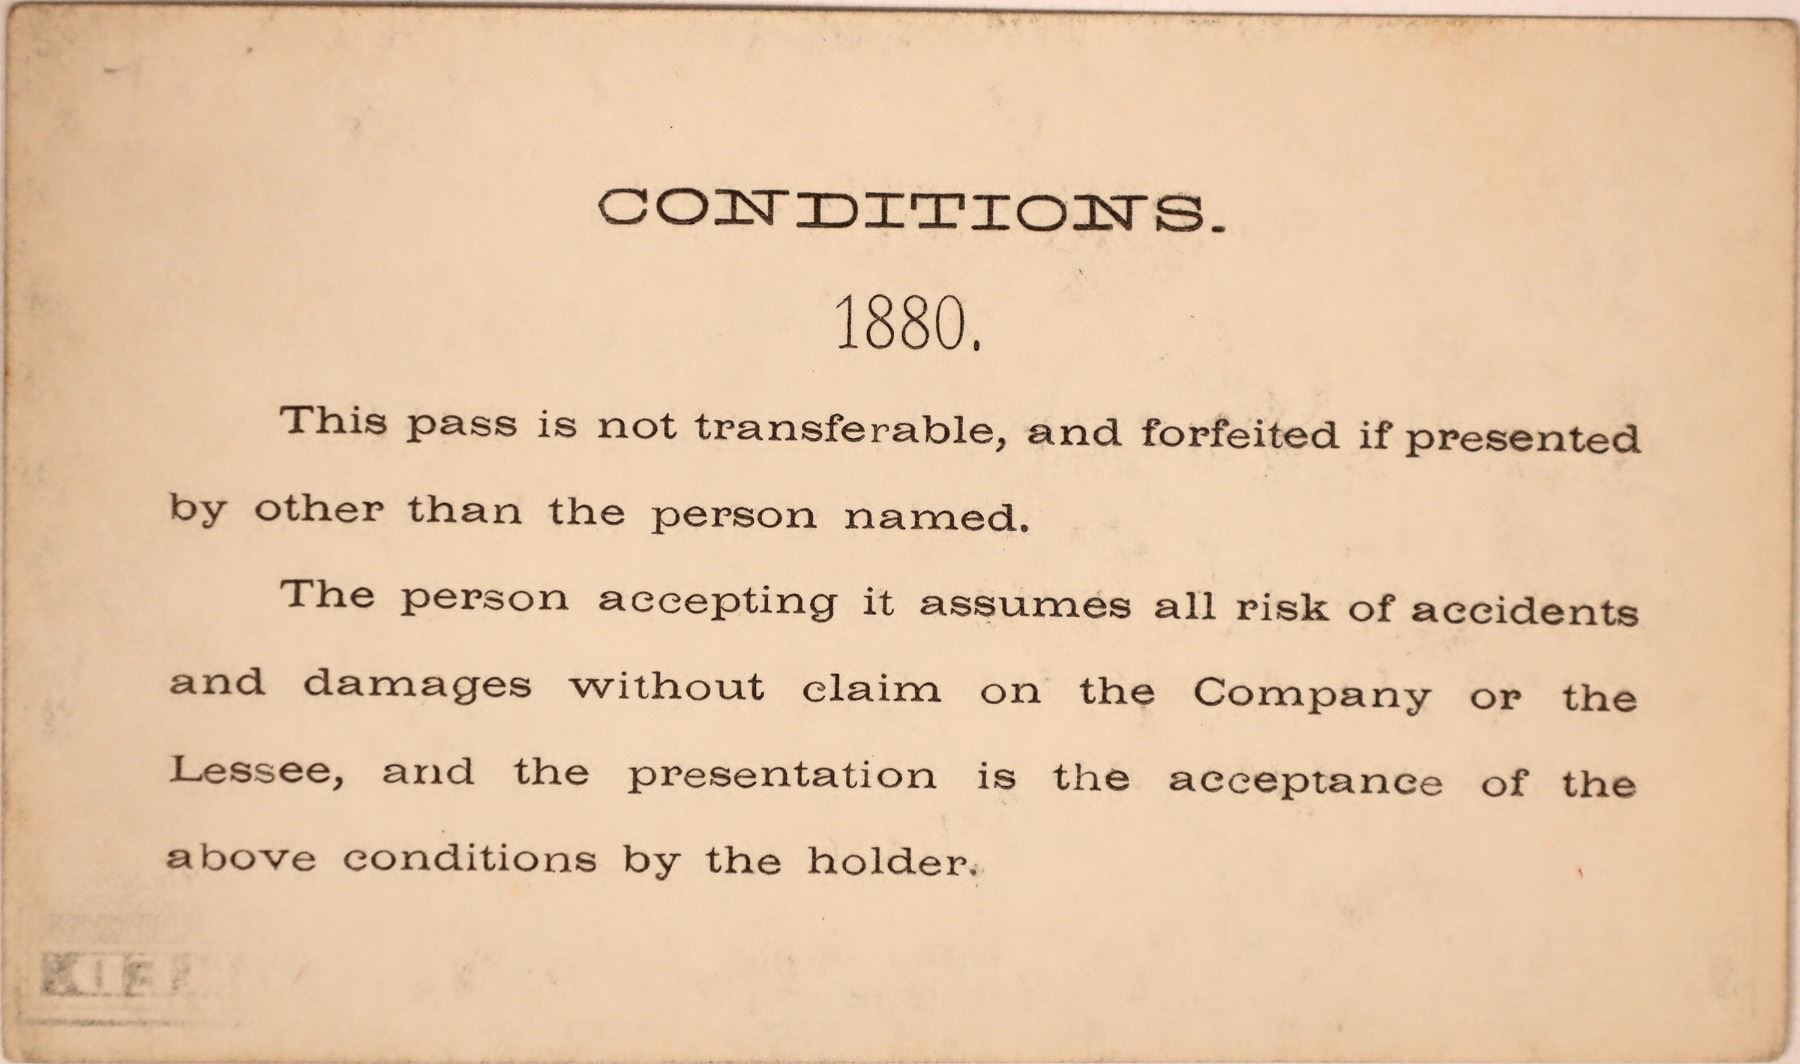 CONDITIONS.
1880.
This pass is not transferable, and forfeited if presented
by other than the person named.
The person accepting it assumes all risk of accidents
and damages without claim on the Company or the
Lessee, and the presentation is the acceptance of the
above conditions by the holder.